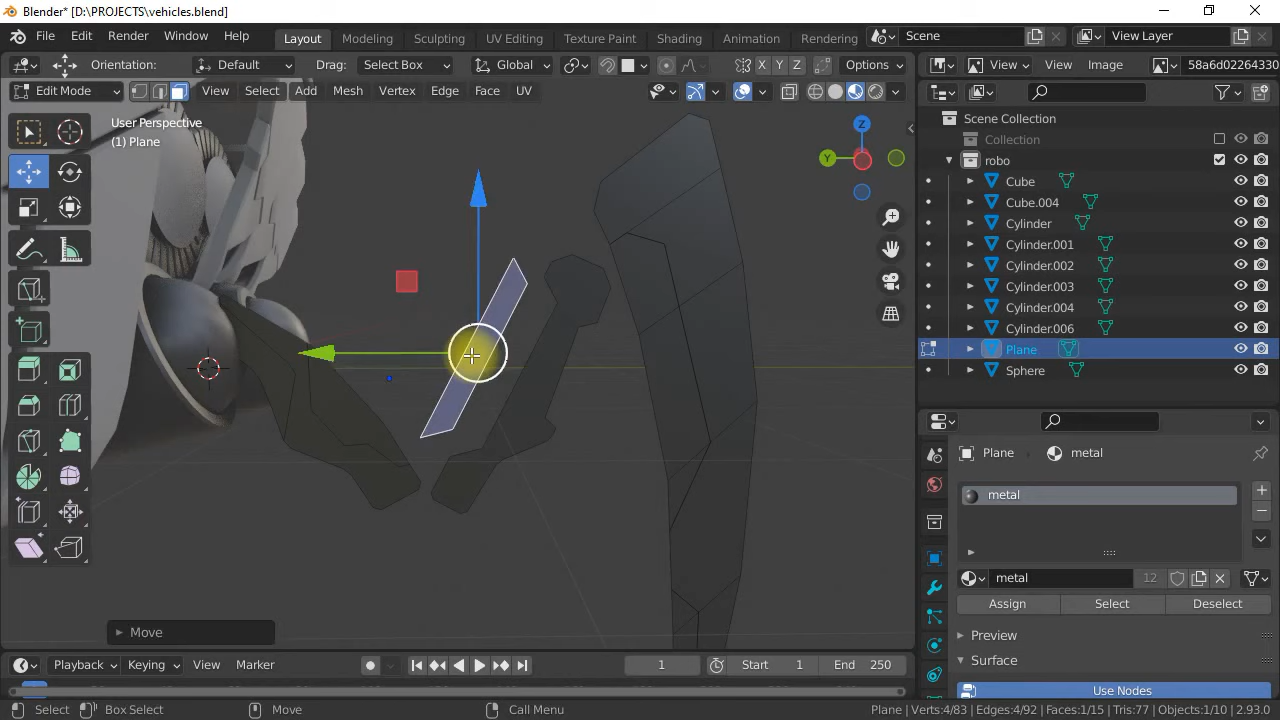 Blender* [D:\PROJECTS\vehicles.blend]
File Edit Render Window Help Layout Modeling Sculpting UV Editing Texture Paint Shading Animation Rendering Scene View Layer
Orientation: Default Drag: Select Box Global X Y Z Options View View Image 58a6d02264330
Edit Mode View Select Add Mesh Vertex Edge Face UV
User Perspective
(1) Plane
Z
Y
Scene Collection
Collection
robo
Cube
Cube.004
Cylinder
Cylinder.001
Cylinder.002
Cylinder.003
Cylinder.004
Cylinder.006
Plane
Sphere
Plane metal
metal
metal 12
Assign Select Deselect
Preview
Surface
Use Nodes
Move
Playback Keying View Marker 1 Start 1 End 250
Select Box Select Move Call Menu Plane | Verts:4/83 | Edges:4/92 | Faces:1/15 | Tris:77 | Objects:1/10 | 2.93.0